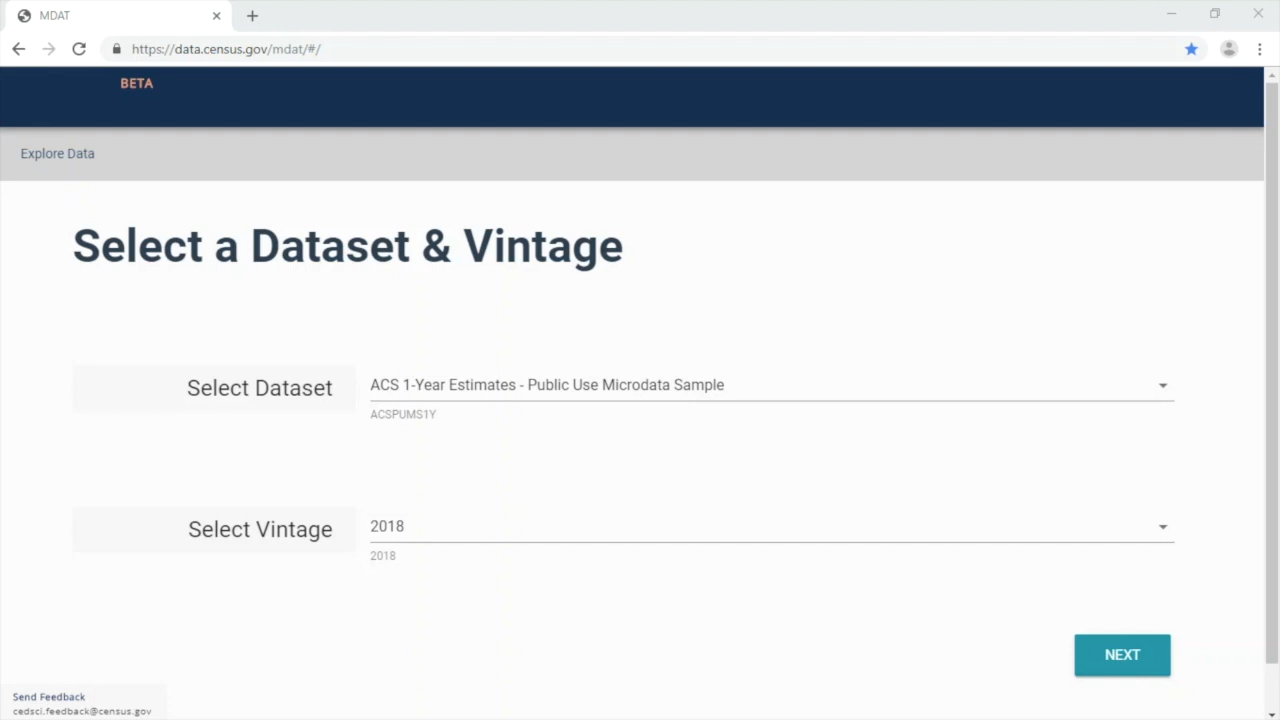 MDAT
https://data.census.gov/mdat/#/
BETA
Explore Data
Select a Dataset & Vintage
Select Dataset
ACS 1-Year Estimates - Public Use Microdata Sample
ACSPUMS1Y
Select Vintage
2018
2018
NEXT
Send Feedback
cedsci.feedback@census.gov